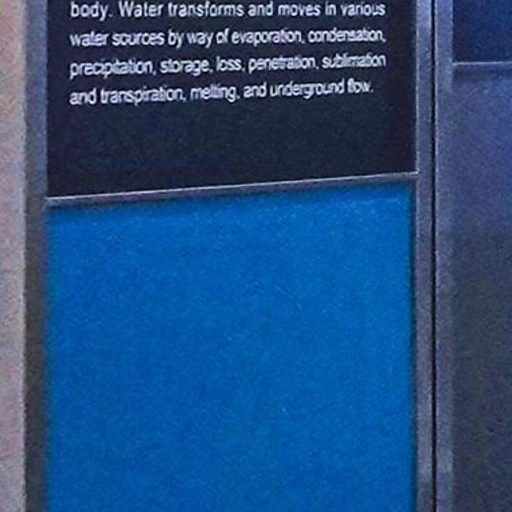 body. Water transforms and moves in various
water sources by way of evaporation, condensation,
precipitation, storage, loss, penetration, sublimation
and transpiration, melting, and underground flow.